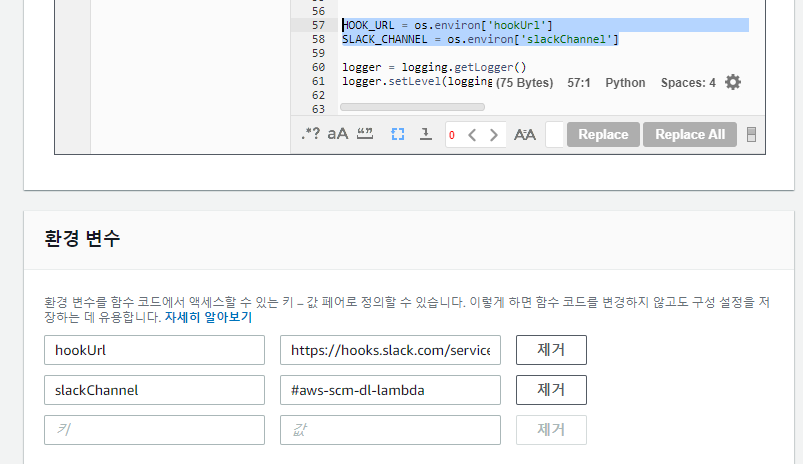 56
57 HOOK_URL = os.environ['hookUrl']
58 SLACK_CHANNEL = os.environ['slackChannel']
59
60 logger = logging.getLogger()
61 logger.setLevel(logging (75 Bytes) 57:1 Python Spaces: 4
62
63
.*? aA “” 0 AA Replace Replace All
환경 변수
환경 변수를 함수 코드에서 액세스할 수 있는 키 – 값 페어로 정의할 수 있습니다. 이렇게 하면 함수 코드를 변경하지 않고도 구성 설정을 저
장하는 데 유용합니다. 자세히 알아보기
hookUrl https://hooks.slack.com/service 제거
slackChannel #aws-scm-dl-lambda 제거
키 값 제거